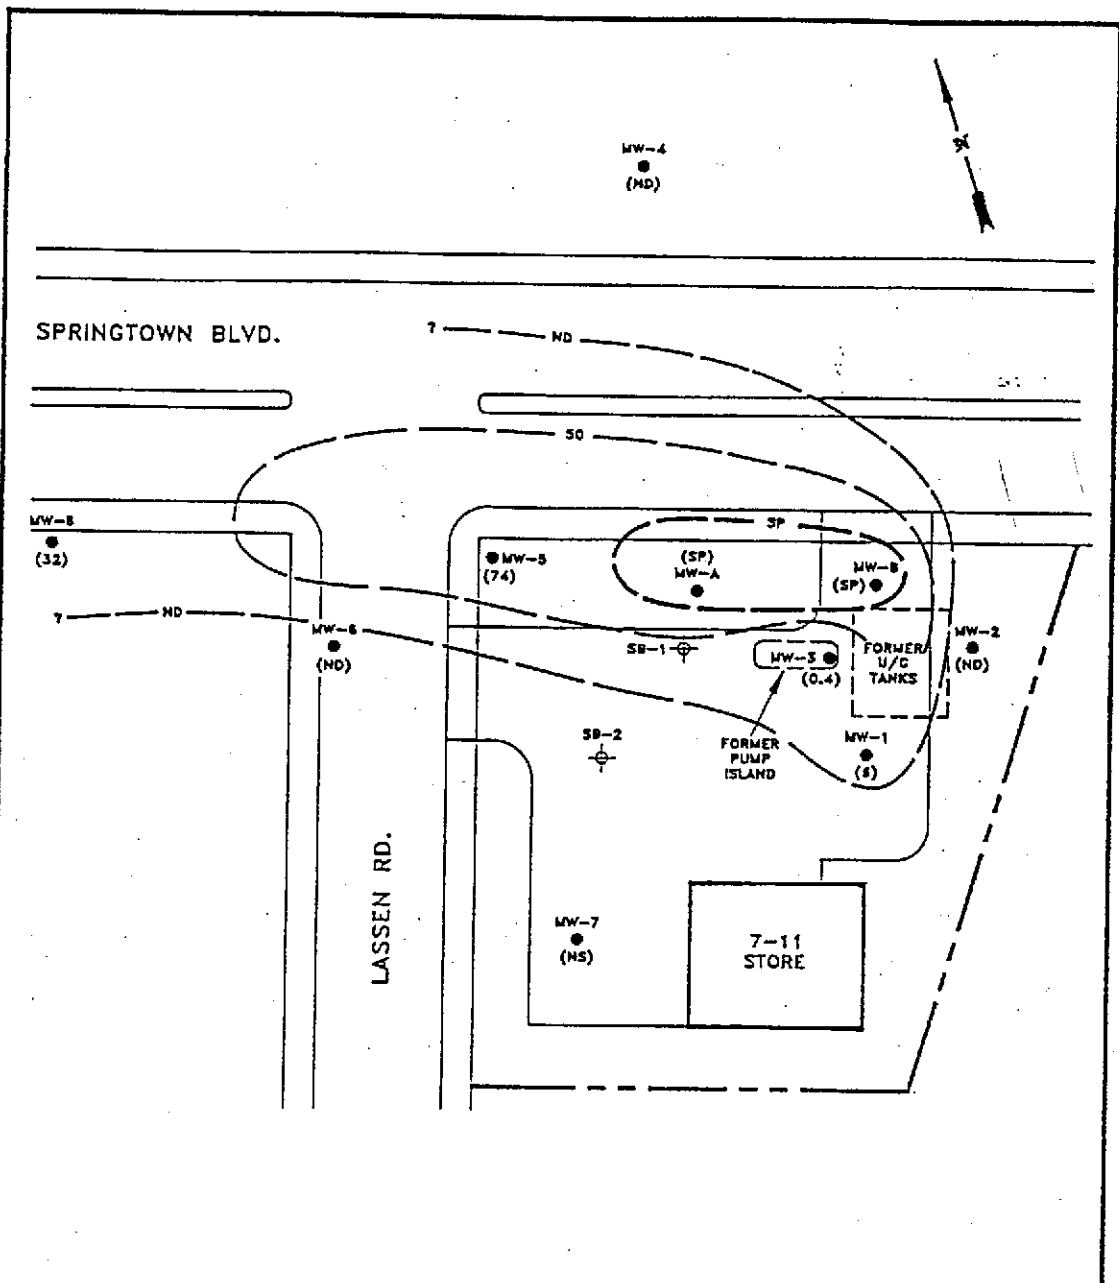 MW-4
(ND)
N
SPRINGTOWN BLVD.
?
ND
50
SP
MW-8
(32)
MW-5
(74)
(SP)
MW-A
MW-B
(SP)
?
ND
MW-6
(ND)
SB-1
MW-3
(0.4)
FORMER
U/G
TANKS
MW-2
(ND)
SB-2
FORMER
PUMP
ISLAND
MW-1
(5)
LASSEN RD.
MW-7
(NS)
7-11
STORE